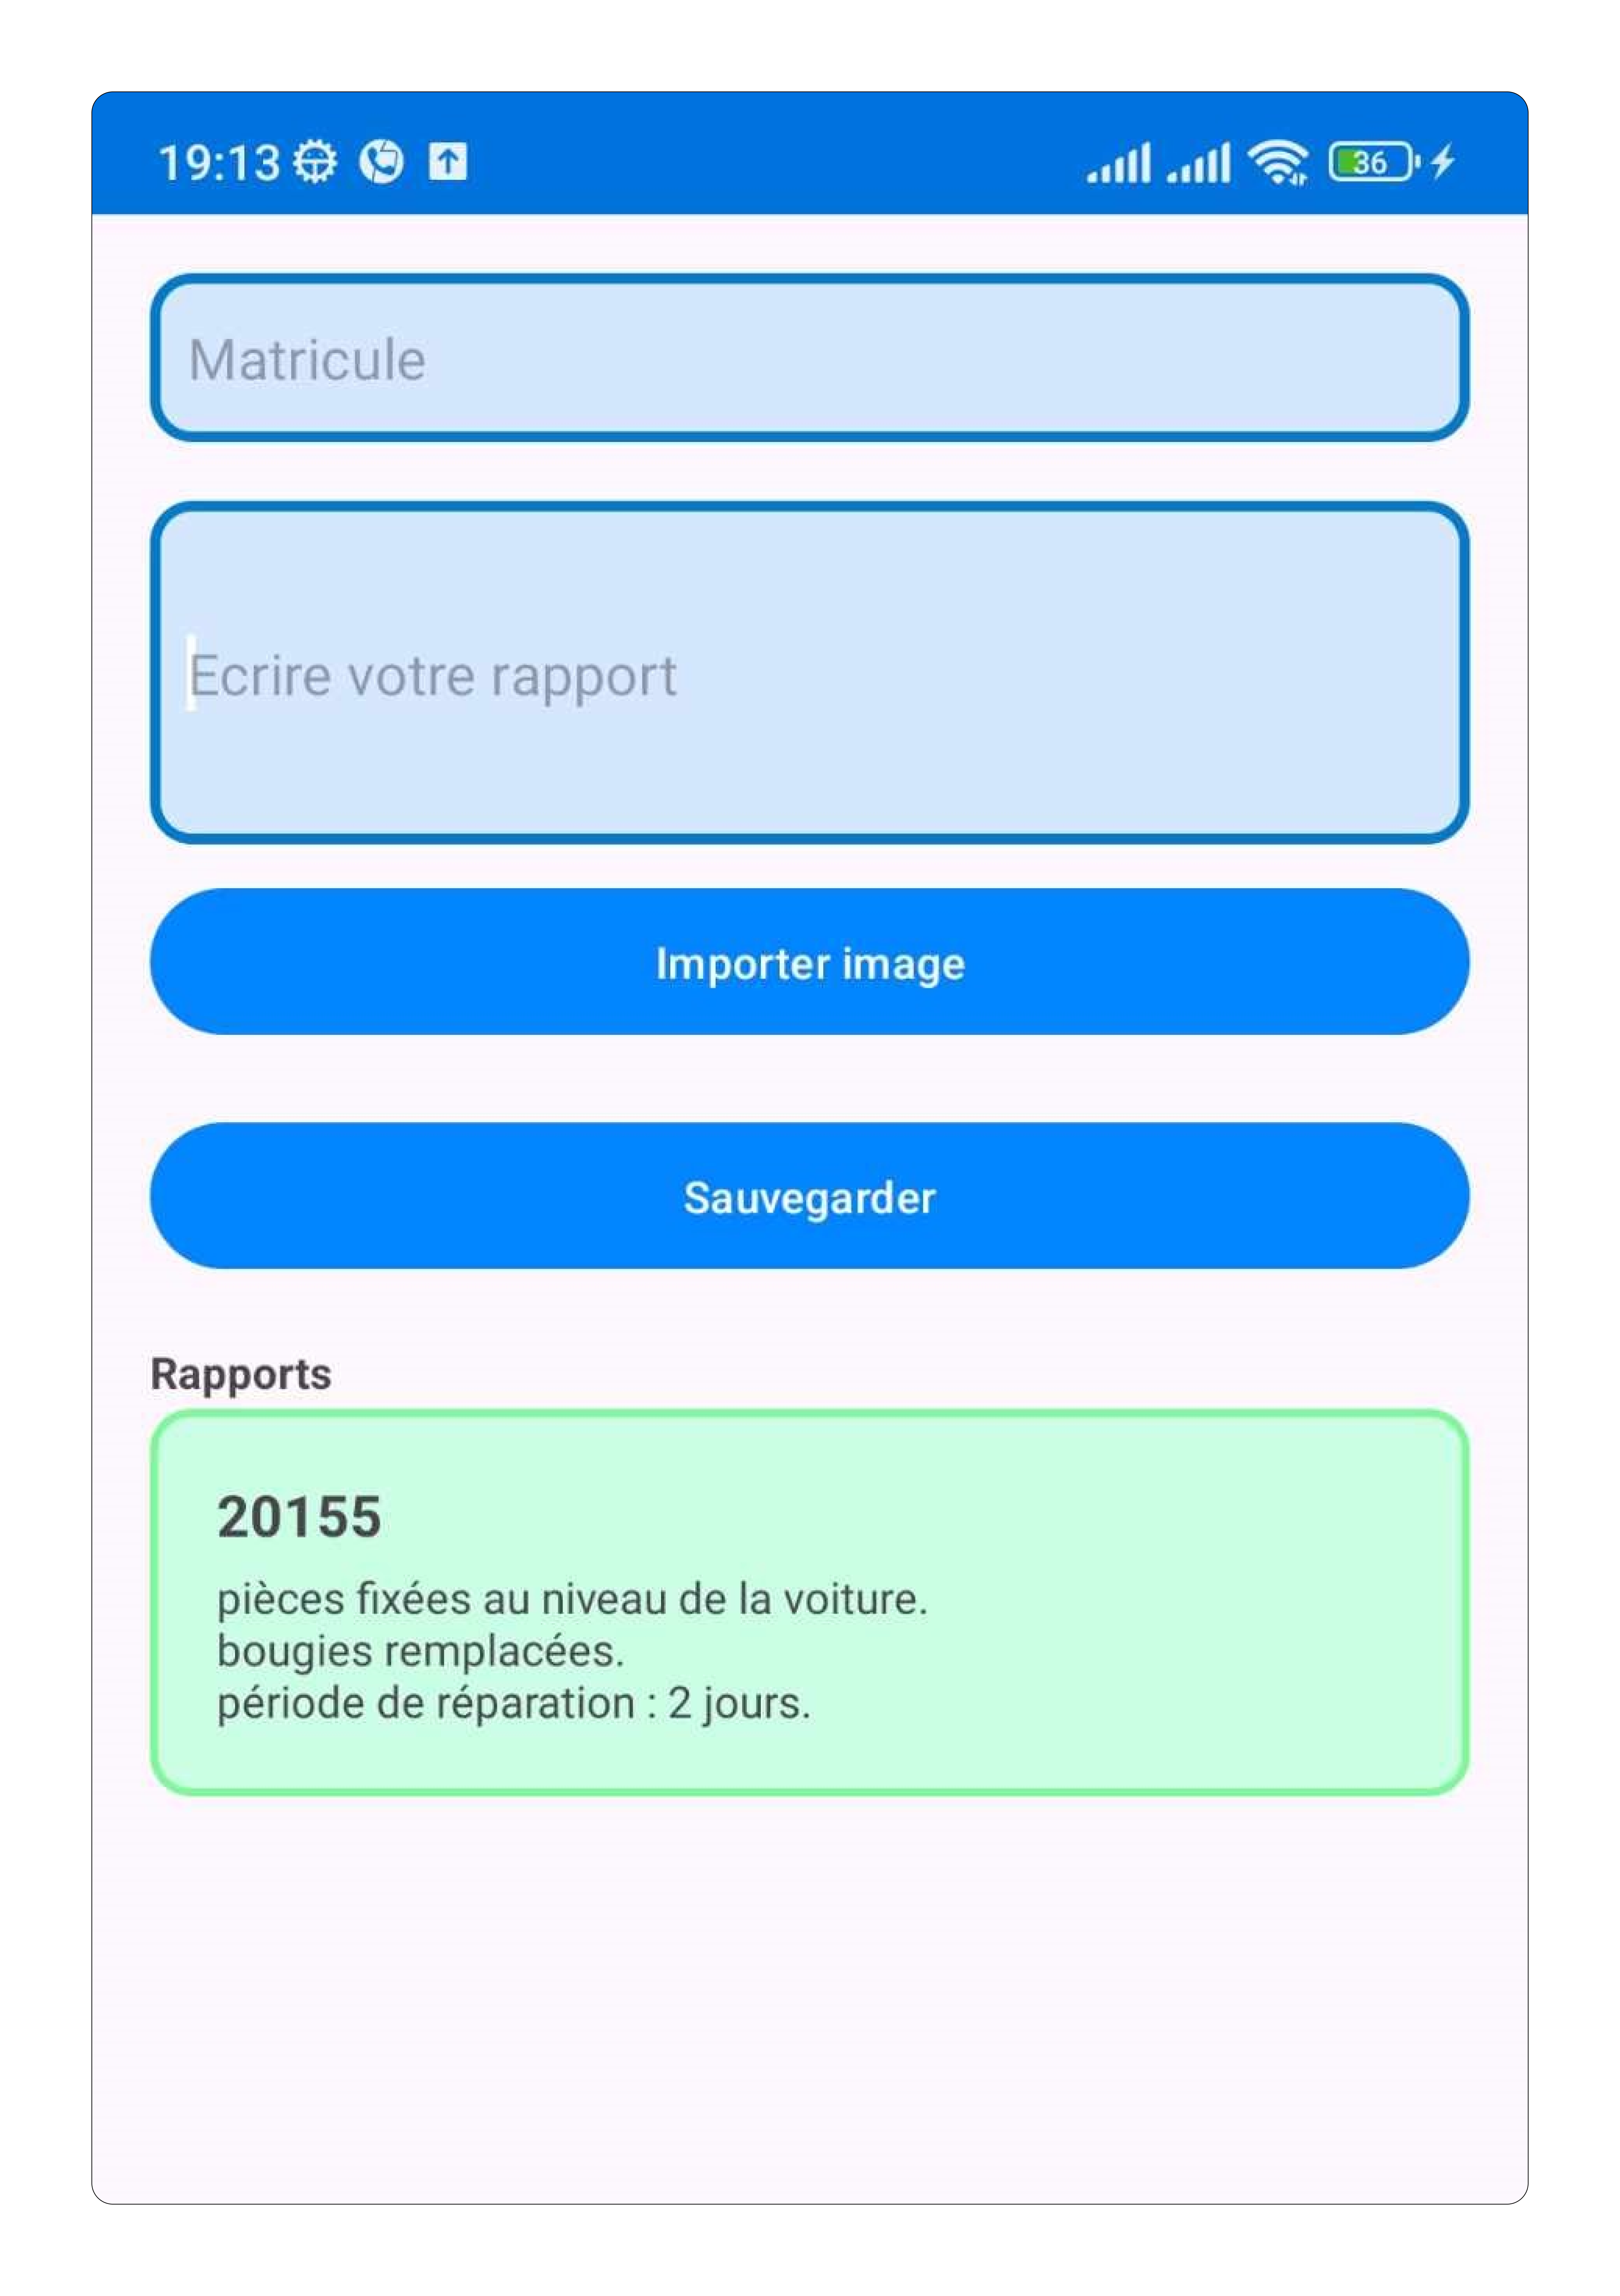 19:13
36
Matricule
Ecrire votre rapport
Importer image
Sauvegarder
Rapports
20155
pièces fixées au niveau de la voiture.
bougies remplacées.
période de réparation : 2 jours.